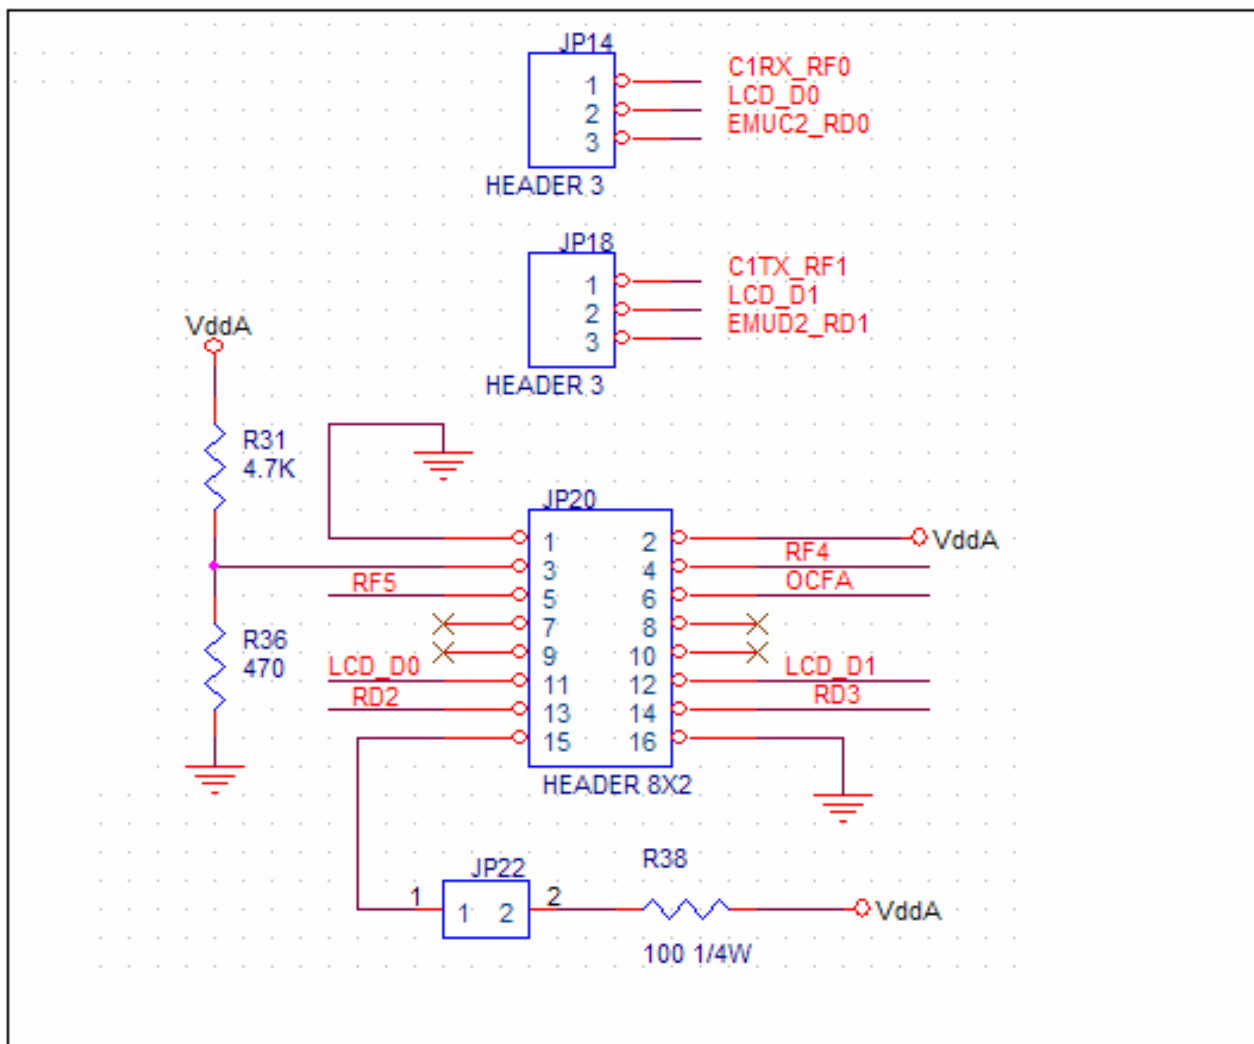 JP14
1 C1RX_RF0
2 LCD_D0
3 EMUC2_RD0
HEADER 3
JP18
1 C1TX_RF1
2 LCD_D1
3 EMUD2_RD1
HEADER 3
VddA
R31
4.7K
JP20
1 2 VddA
3 4 RF4
RF5 5 6 OCFA
7 8
9 10
R36
470
LCD_D0 11 12 LCD_D1
RD2 13 14 RD3
15 16
HEADER 8X2
JP22
R38
1 1 2 2 VddA
100 1/4W